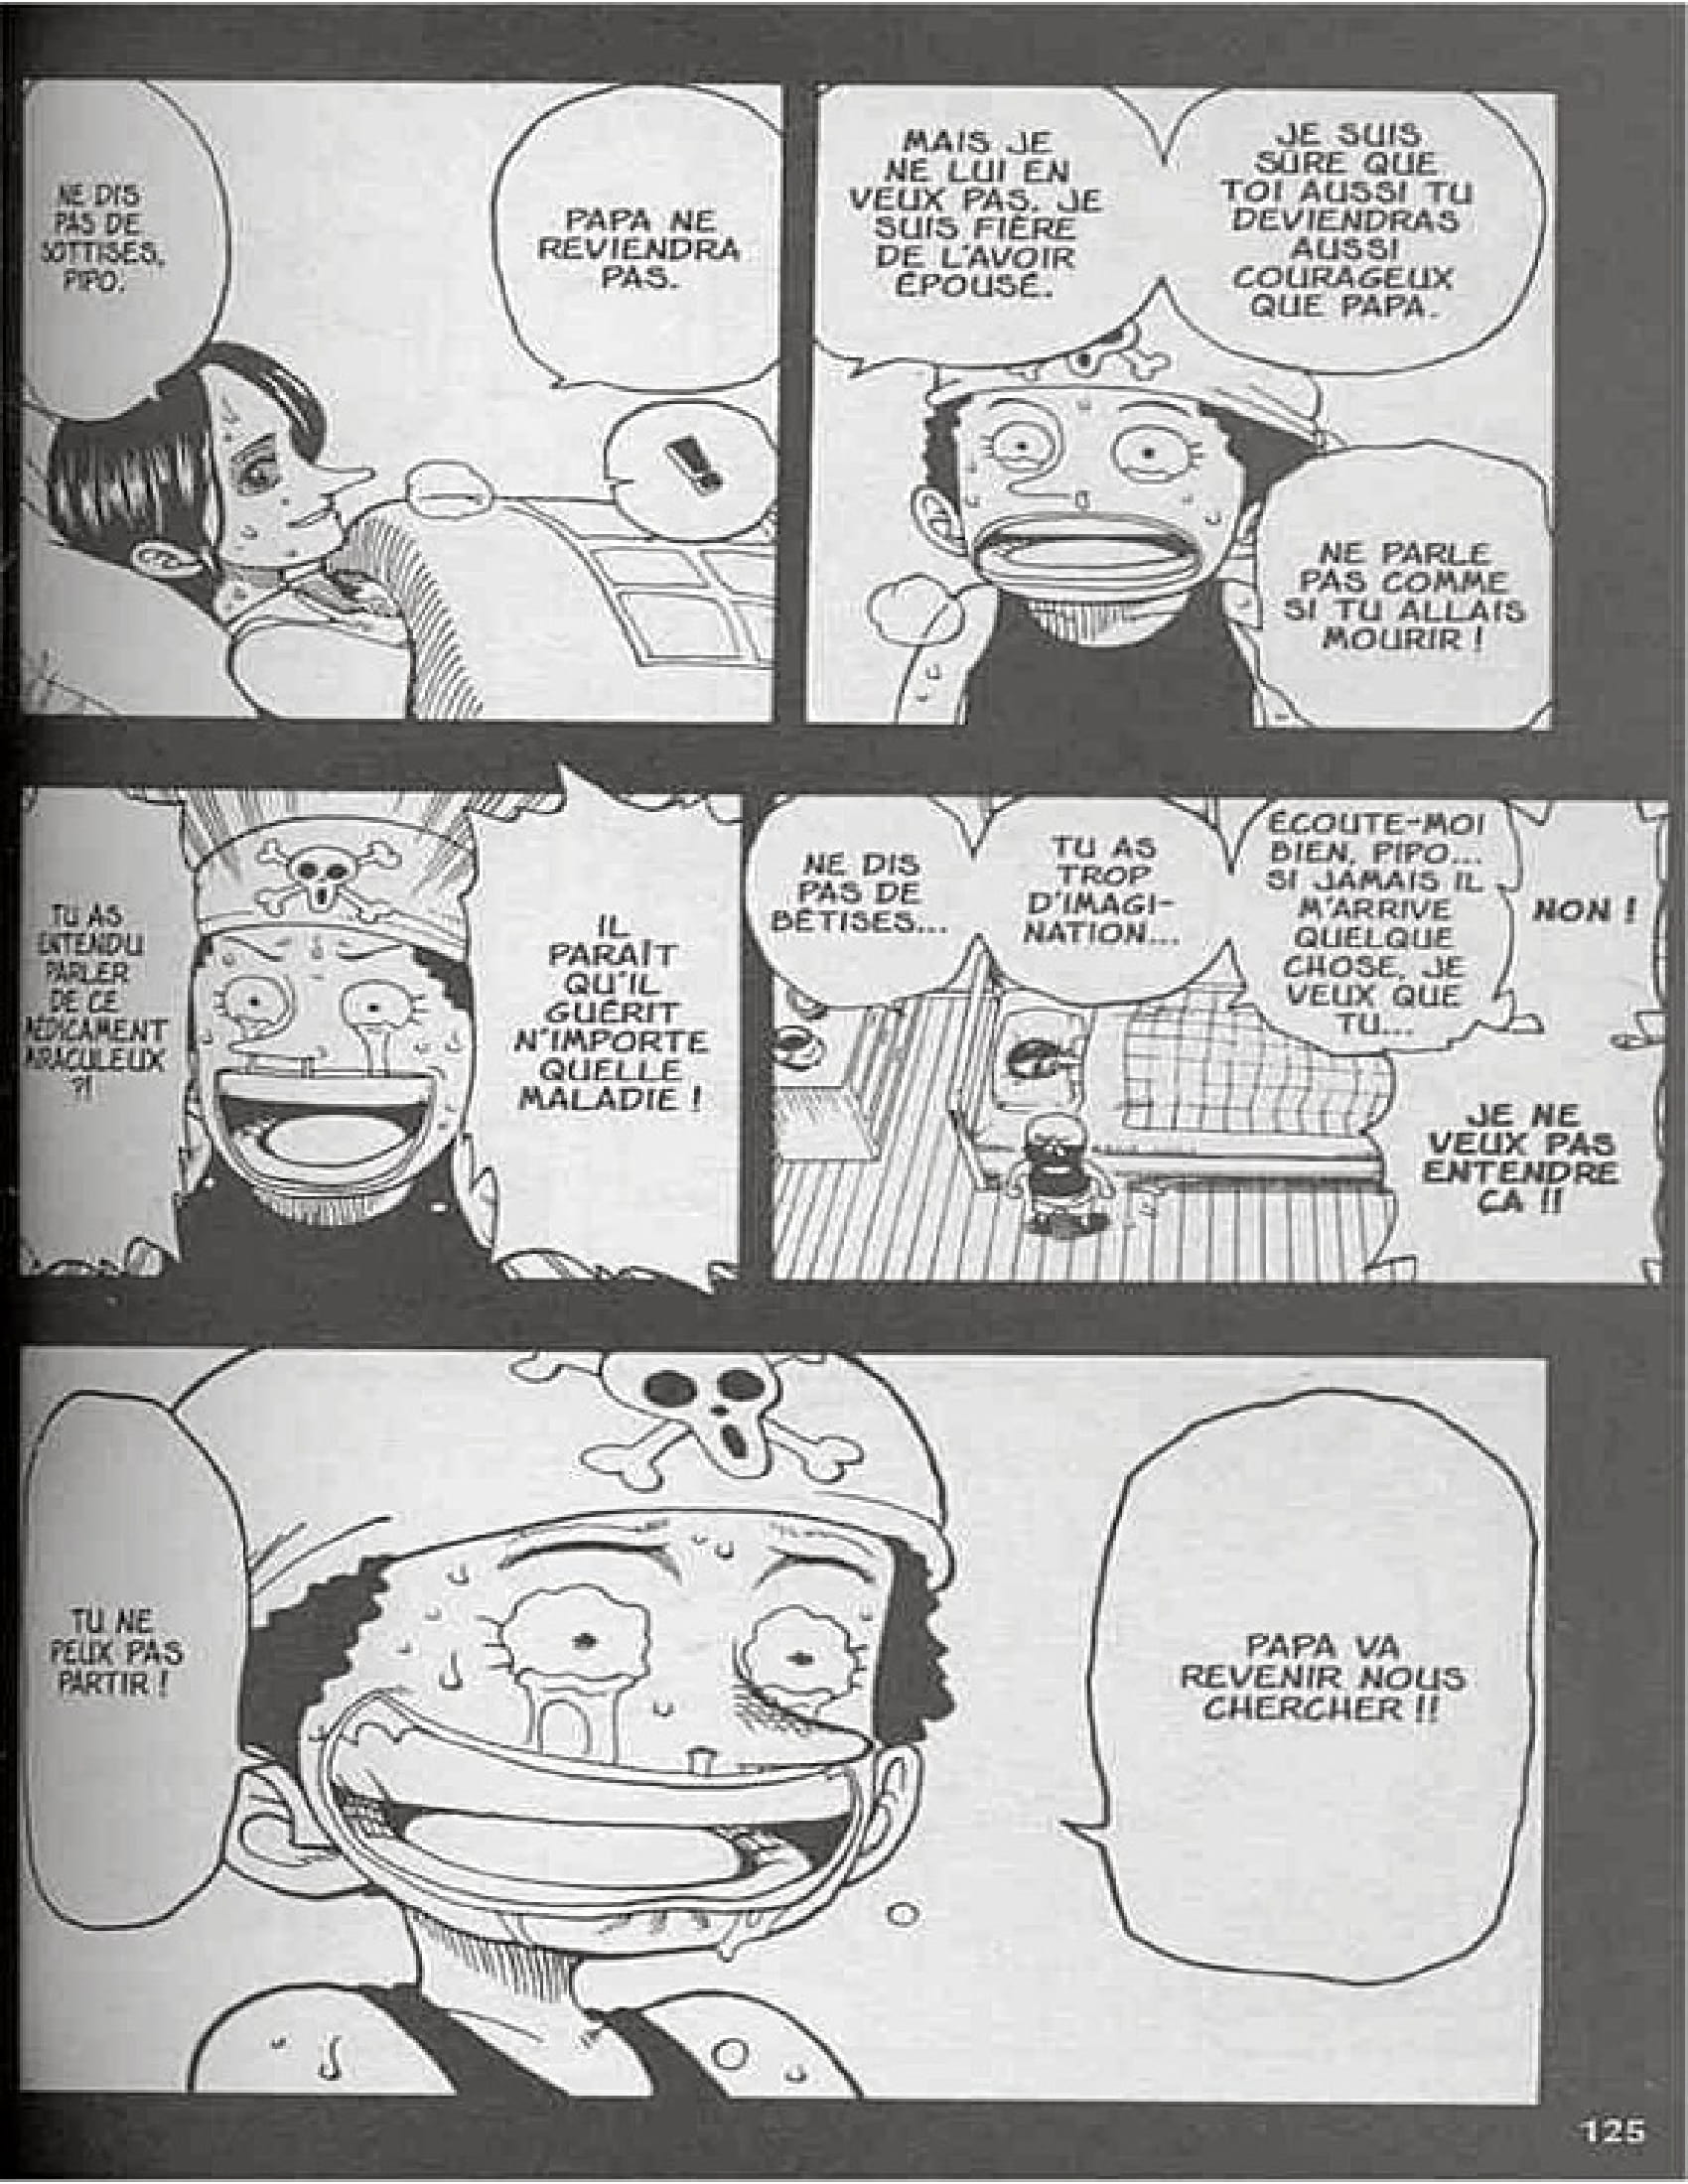 JE SUIS
SÛRE QUE
TOI AUSSI TU
DEVIENDRAS
AUSSI
COURAGEUX
QUE PAPA.
MAIS JE
NE LUI EN
VEUX PAS. JE
SUIS FIÈRE
DE L'AVOIR
ÉPOUSÉ.
NE PARLE
PAS COMME
SI TU ALLAIS
MOURIR !
PAPA NE
REVIENDRA
PAS.
!
NE DIS
PAS DE
SOTTISES,
PIPO.
NON !
JE NE
VEUX PAS
ENTENDRE
ÇA !!
ÉCOUTE-MOI
BIEN, PIPO...
SI JAMAIS IL
M'ARRIVE
QUELQUE
CHOSE, JE
VEUX QUE
TU...
TU AS
TROP
D'IMAGI-
NATION...
NE DIS
PAS DE
BÊTISES...
IL
PARAÎT
QU'IL
GUÉRIT
N'IMPORTE
QUELLE
MALADIE !
TU AS
ENTENDU
PARLER
DE CE
MÉDICAMENT
MIRACULEUX
?!
PAPA VA
REVENIR NOUS
CHERCHER !!
TU NE
PEUX PAS
PARTIR !
125